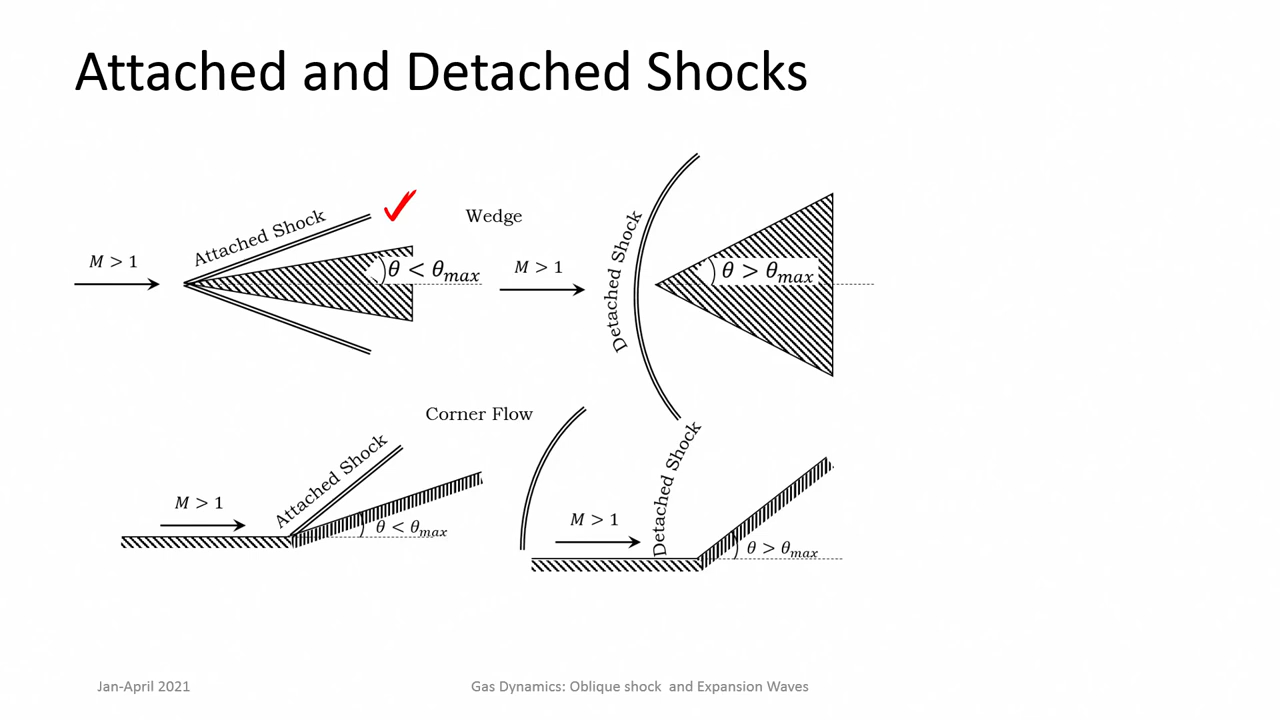 Attached and Detached Shocks
Attached Shock
Wedge
M > 1
θ < θmax
M > 1
Detached Shock
θ > θmax
Corner Flow
Attached Shock
M > 1
θ < θmax
M > 1
Detached Shock
θ > θmax
Jan-April 2021
Gas Dynamics: Oblique shock and Expansion Waves